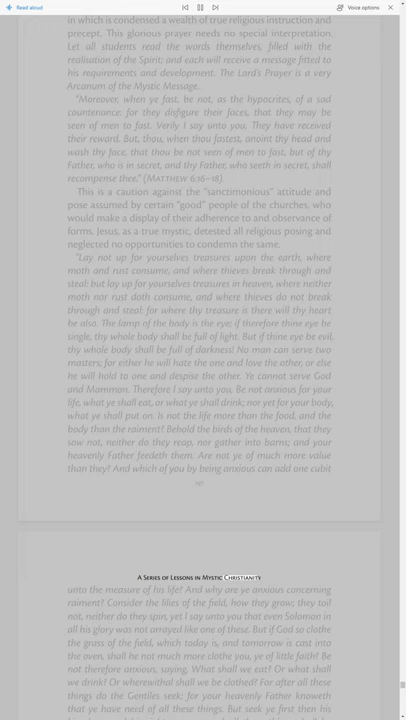 Read aloud
Voice options
in which is condensed a wealth of true religious instruction and
precept. This glorious prayer needs no special interpretation.
Let all students read the words themselves, filled with the
realisation of the Spirit; and each will receive a message fitted to
his requirements and development. The Lord's Prayer is a very
Arcanum of the Mystic Message.
"Moreover, when ye fast, be not, as the hypocrites, of a sad
countenance: for they disfigure their faces, that they may be
seen of men to fast. Verily I say unto you, They have received
their reward. But, thou, when thou fastest, anoint thy head and
wash thy face, that thou be not seen of men to fast, but of thy
Father, who is in secret, and thy Father, who seeth in secret, shall
recompense thee." (Matthew 6:16–18)
This is a caution against the "sanctimonious" attitude and
pose assumed by certain "good" people of the churches, who
would make a display of their adherence to and observance of
forms. Jesus, as a true mystic, detested all religious posing and
neglected no opportunities to condemn the same.
"Lay not up for yourselves treasures upon the earth, where
moth and rust consume, and where thieves break through and
steal: but lay up for yourselves treasures in heaven, where neither
moth nor rust doth consume, and where thieves do not break
through and steal: for where thy treasure is there will thy heart
be also. The lamp of the body is the eye; if therefore thine eye be
single, thy whole body shall be full of light. But if thine eye be evil,
thy whole body shall be full of darkness! No man can serve two
masters; for either he will hate the one and love the other, or else
he will hold to one and despise the other. Ye cannot serve God
and Mammon. Therefore I say unto you, Be not anxious for your
life, what ye shall eat, or what ye shall drink; nor yet for your body,
what ye shall put on. Is not the life more than the food, and the
body than the raiment? Behold the birds of the heaven, that they
sow not, neither do they reap, nor gather into barns; and your
heavenly Father feedeth them. Are not ye of much more value
than they? And which of you by being anxious can add one cubit
A Series of Lessons in Mystic Christianity
unto the measure of his life? And why are ye anxious concerning
raiment? Consider the lilies of the field, how they grow; they toil
not, neither do they spin, yet I say unto you that even Solomon in
all his glory was not arrayed like one of these. But if God so clothe
the grass of the field, which today is, and tomorrow is cast into
the oven, shall he not much more clothe you, ye of little faith? Be
not therefore anxious, saying, What shall we eat? Or what shall
we drink? Or wherewithal shall we be clothed? For after all these
things do the Gentiles seek; for your heavenly Father knoweth
that ye have need of all these things. But seek ye first then his